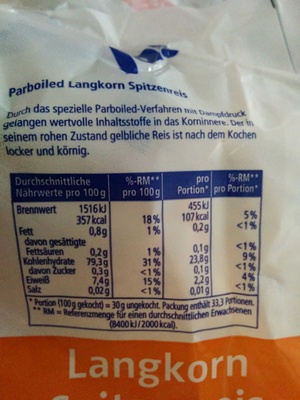 Parboiled Langkorn Spitzenreis
Durch das spezielle Parboiled-Verfahren mit Dampfdruck
gelangen wertvolle Inhaltsstoffe in das Korninnere. Der in
seinem rohen Zustand gelbliche Reis ist nach dem Kochen
locker und körnig.
Durchschnittliche %-RM** pro %-RM**
Nährwerte pro 100 g pro 100 g Portion* pro Portion*
Brennwert 1516 kJ 455 kJ
357 kcal 18 % 107 kcal 5 %
Fett 0,8 g 1 % 0,2 g <1 %
davon gesättigte
Fettsäuren 0,2 g 1 % 0,1 g <1 %
Kohlenhydrate 79,3 g 31 % 23,8 g 9 %
davon Zucker 0,3 g <1 % 0,1 g <1 %
Eiweiß 7,4 g 15 % 2,2 g 4 %
Salz 0,02 g <1 % 0,01 g <1 %
* Portion (100 g gekocht) = 30 g ungekocht. Packung enthält 33,3 Portionen.
** RM = Referenzmenge für einen durchschnittlichen Erwachsenen
(8400 kJ / 2000 kcal).
Langkorn
Spitzenreis